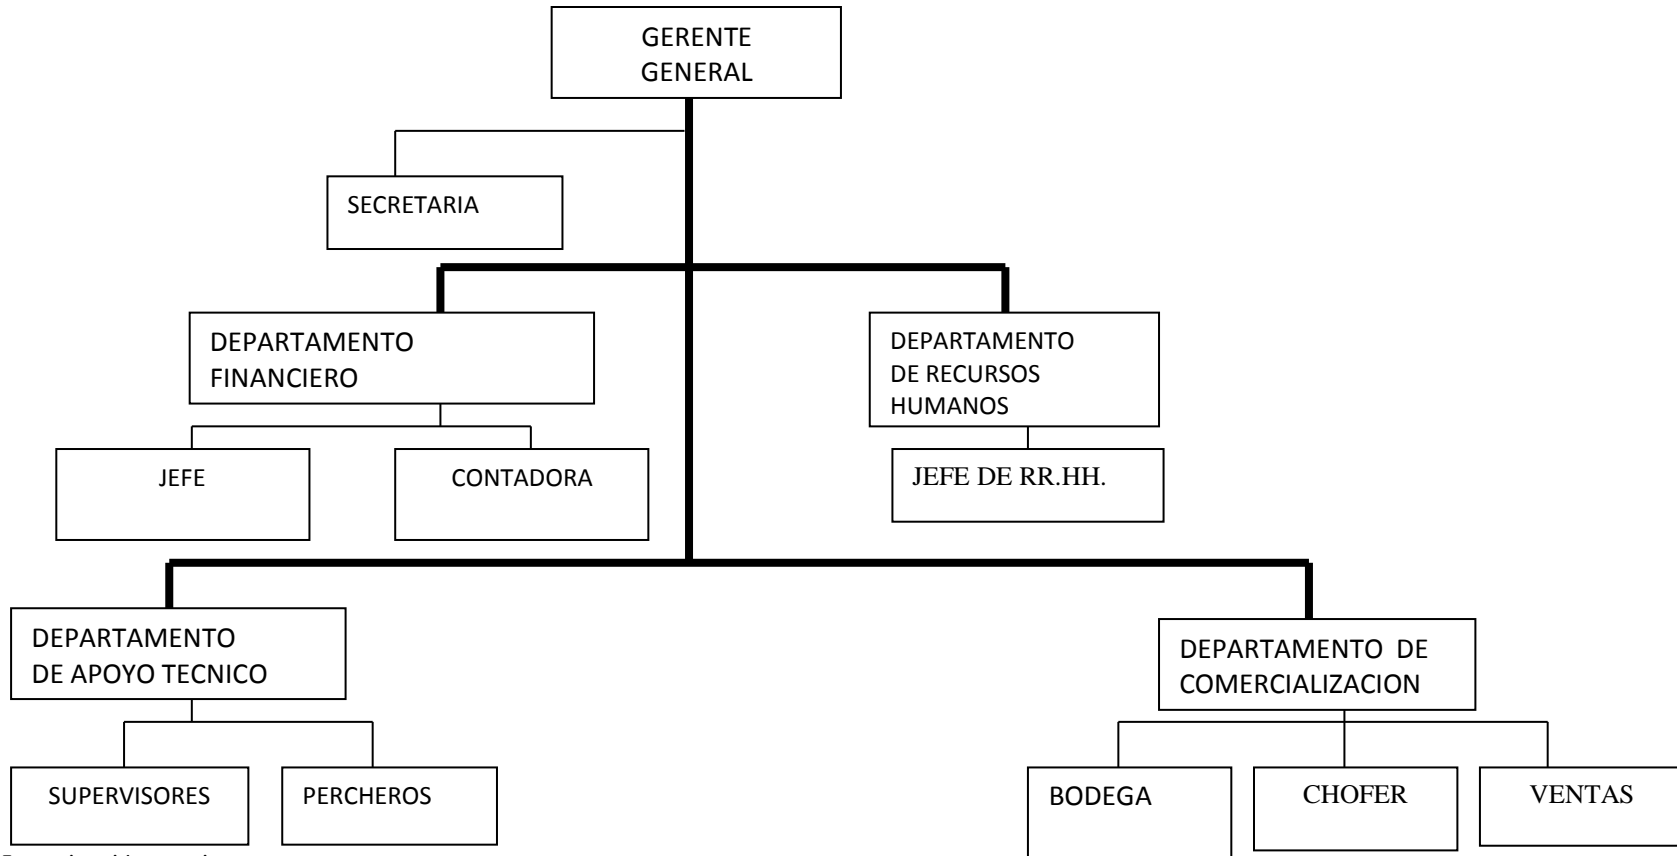 GERENTE
GENERAL
SECRETARIA
DEPARTAMENTO
FINANCIERO
DEPARTAMENTO
DE RECURSOS
HUMANOS
JEFE
CONTADORA
JEFE DE RR.HH.
DEPARTAMENTO
DE APOYO TECNICO
DEPARTAMENTO DE
COMERCIALIZACION
SUPERVISORES
PERCHEROS
BODEGA
CHOFER
VENTAS